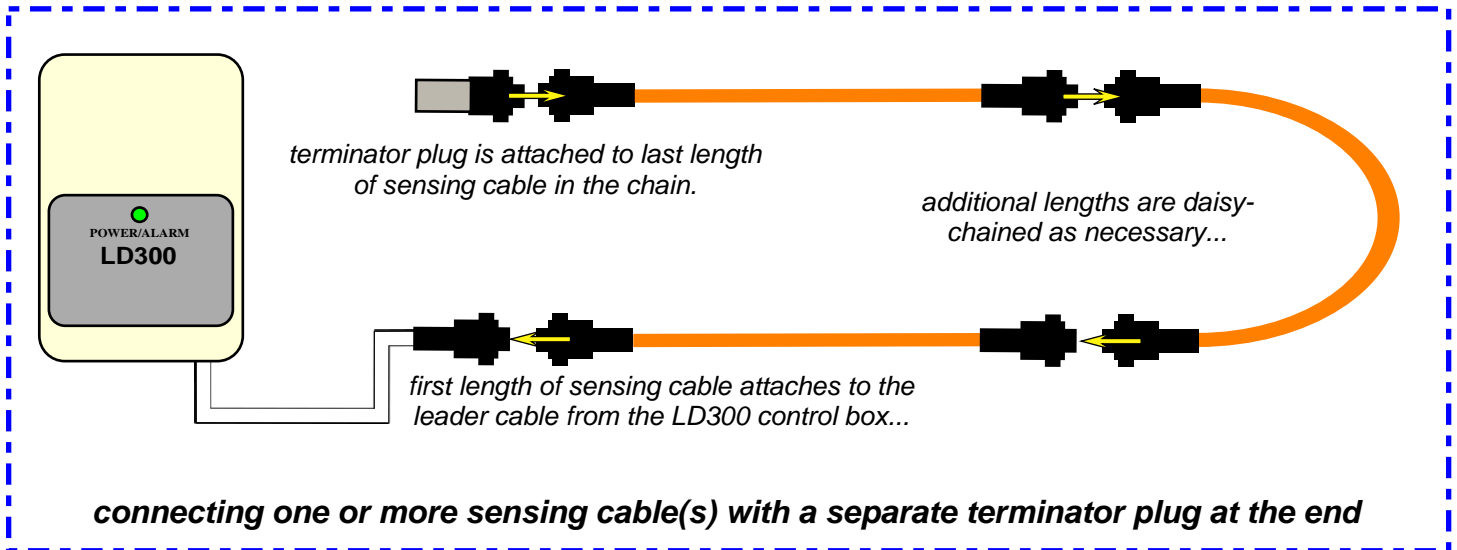 terminator plug is attached to last length
of sensing cable in the chain.
additional lengths are daisy-
chained as necessary...
POWER/ALARM
LD300
first length of sensing cable attaches to the
leader cable from the LD300 control box...
connecting one or more sensing cable(s) with a separate terminator plug at the end